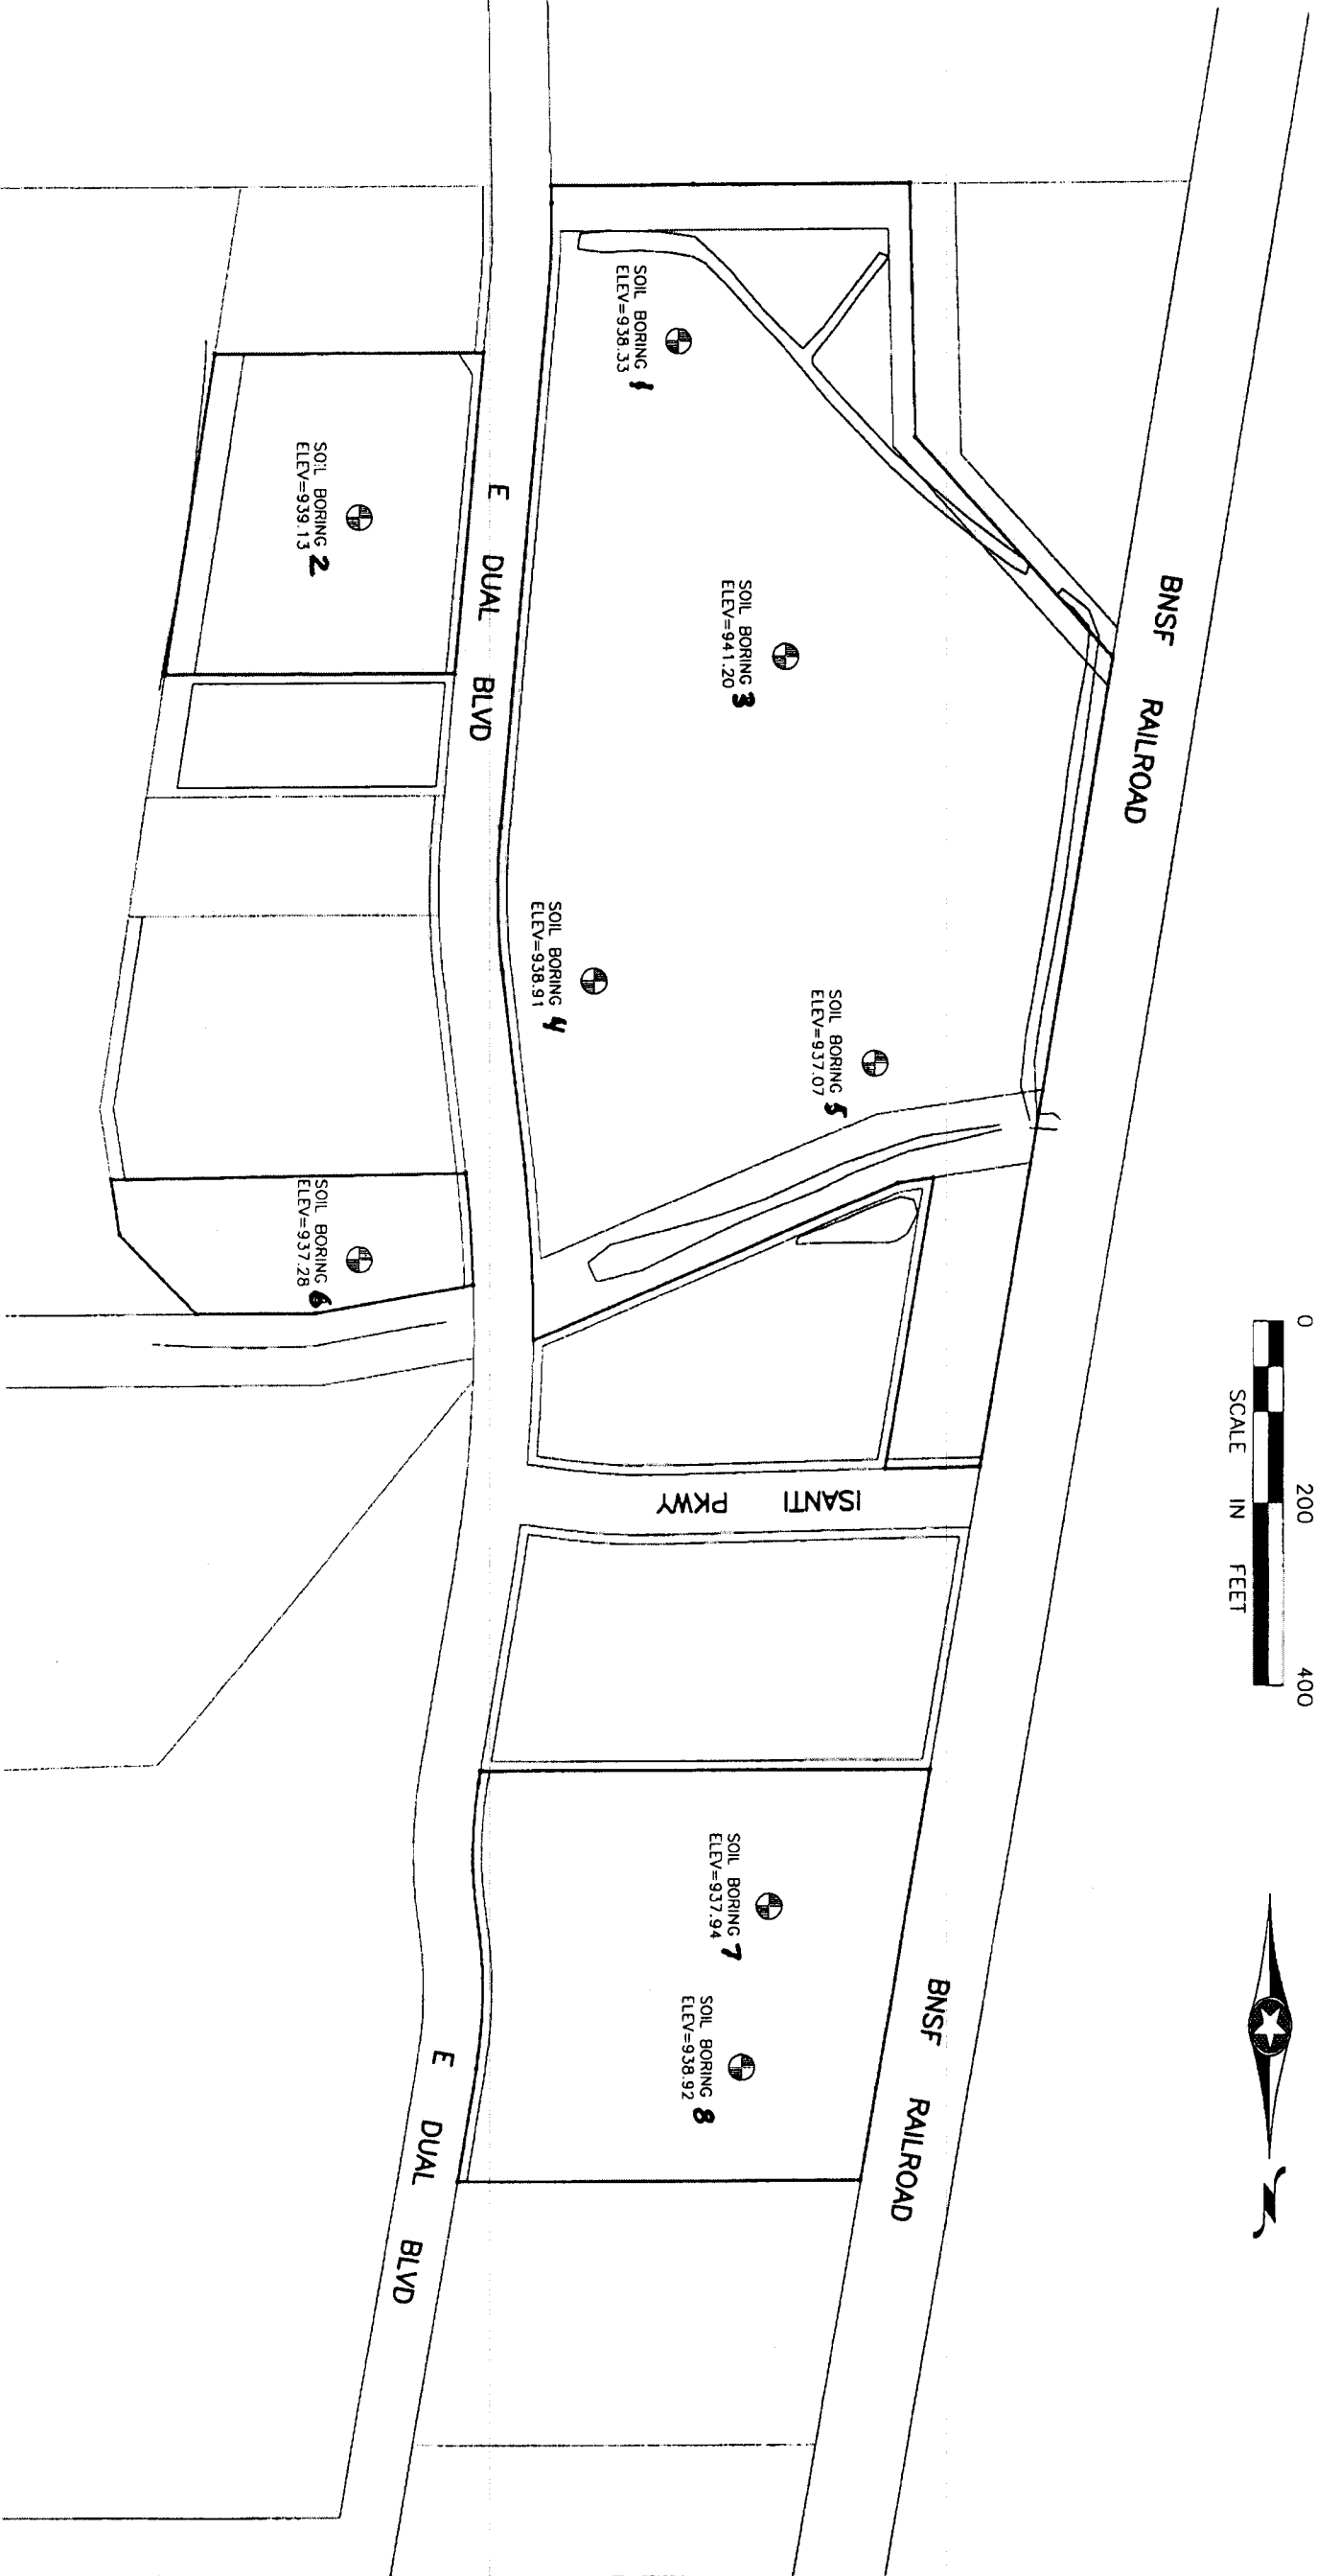 BNSF RAILROAD
SOIL BORING 1
ELEV=938.33
SOIL BORING 2
ELEV=939.13
E DUAL BLVD
SOIL BORING 3
ELEV=941.20
SOIL BORING 4
ELEV=938.91
SOIL BORING 5
ELEV=937.07
SOIL BORING 6
ELEV=937.28
ISANTI PKWY
0 200 400
SCALE IN FEET
SOIL BORING 7
ELEV=937.94
SOIL BORING 8
ELEV=938.92
BNSF RAILROAD
E DUAL BLVD
N